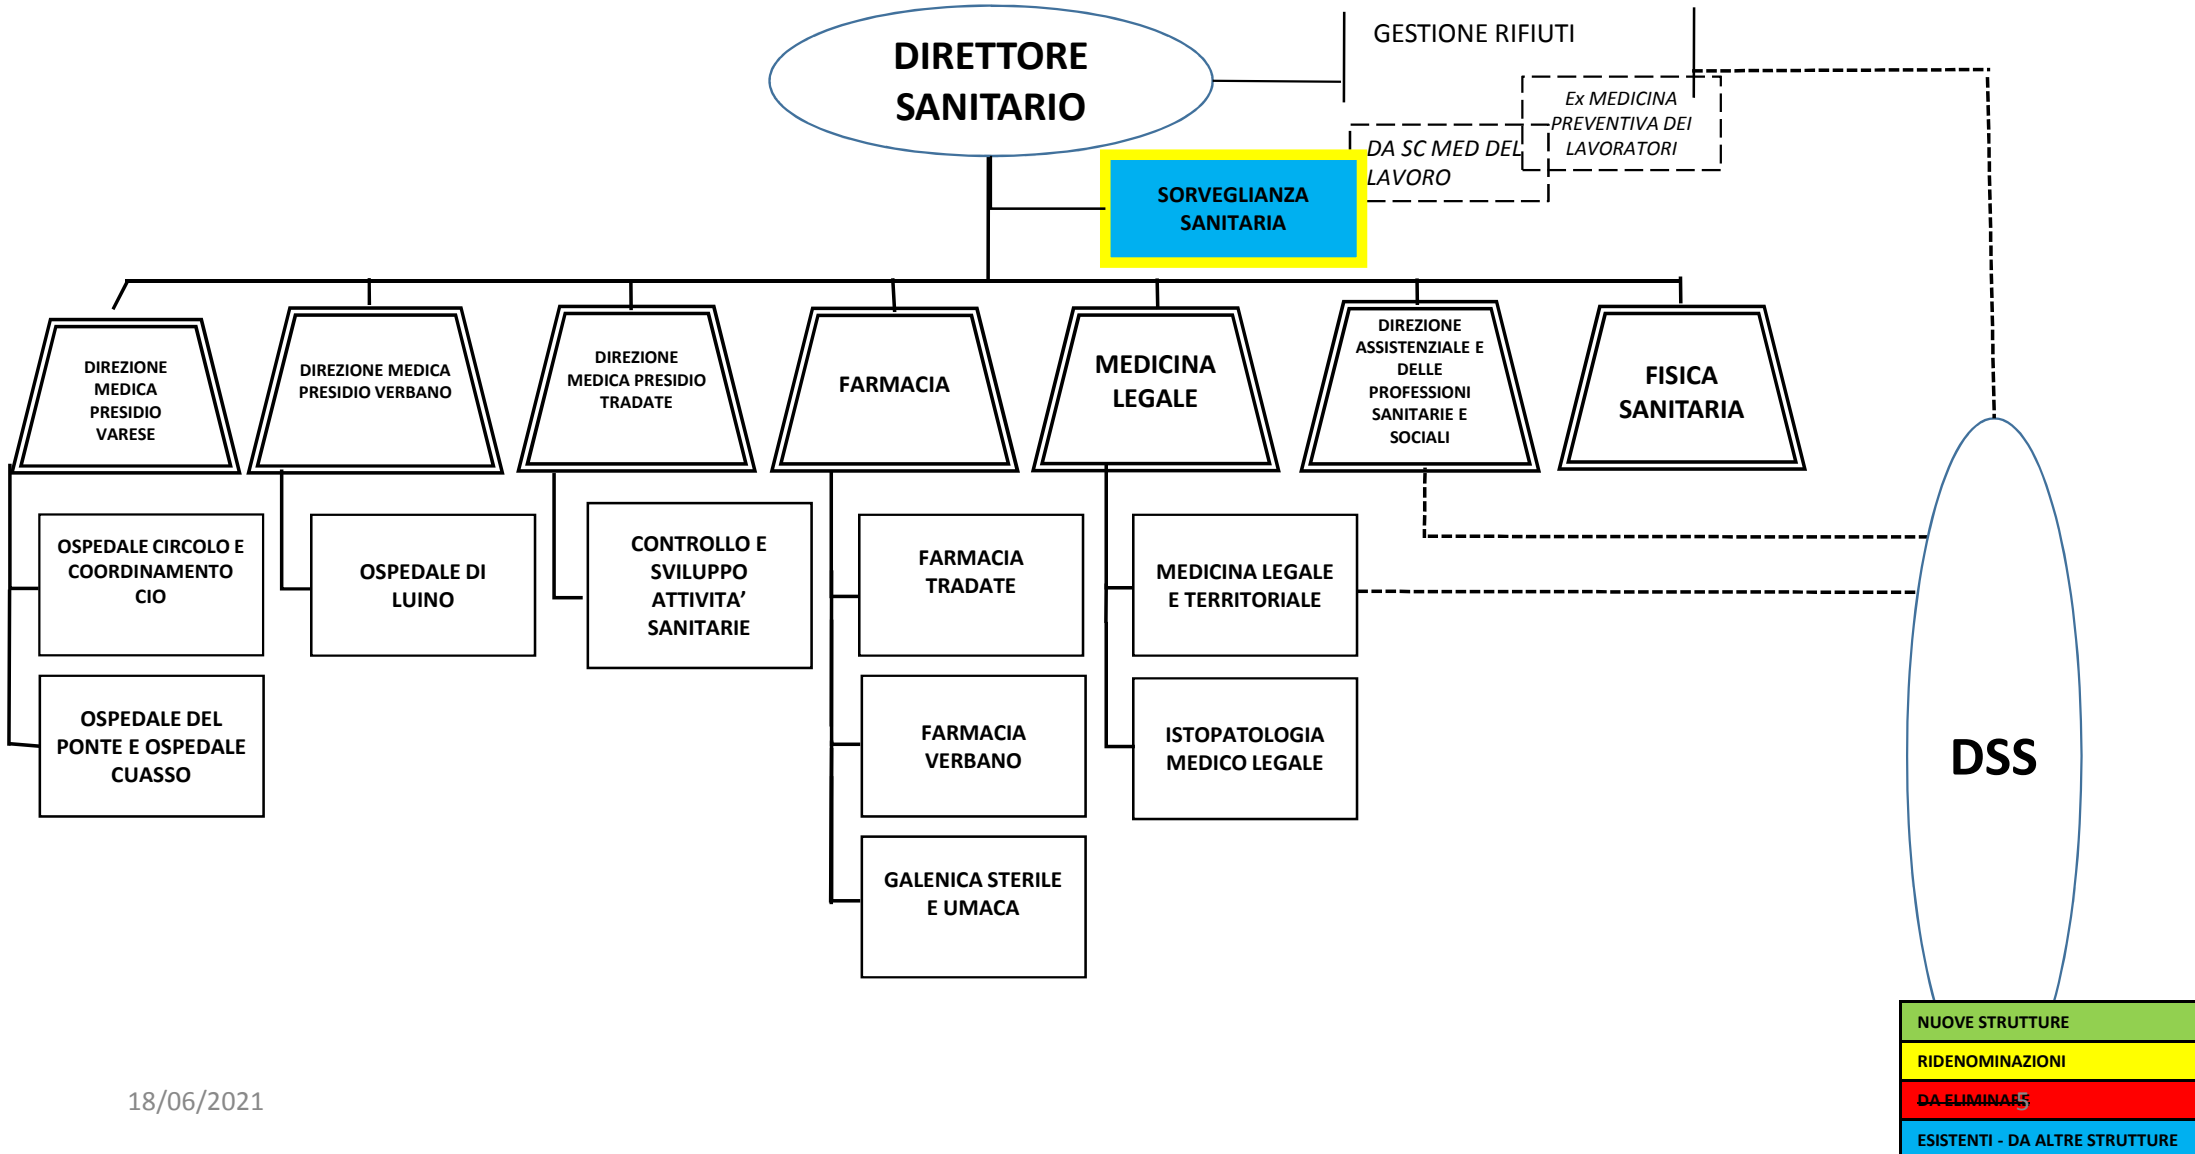 DIRETTORE
SANITARIO
GESTIONE RIFIUTI
Ex MEDICINA
PREVENTIVA DEI
LAVORATORI
DA SC MED DEL
LAVORO
SORVEGLIANZA
SANITARIA
DIREZIONE
MEDICA
PRESIDIO
VARESE
DIREZIONE MEDICA
PRESIDIO VERBANO
DIREZIONE
MEDICA PRESIDIO
TRADATE
FARMACIA
MEDICINA
LEGALE
DIREZIONE
ASSISTENZIALE E
DELLE
PROFESSIONI
SANITARIE E
SOCIALI
FISICA
SANITARIA
OSPEDALE CIRCOLO E
COORDINAMENTO
CIO
OSPEDALE DI
LUINO
CONTROLLO E
SVILUPPO
ATTIVITA’
SANITARIE
FARMACIA
TRADATE
MEDICINA LEGALE
E TERRITORIALE
OSPEDALE DEL
PONTE E OSPEDALE
CUASSO
FARMACIA
VERBANO
ISTOPATOLOGIA
MEDICO LEGALE
GALENICA STERILE
E UMACA
DSS
NUOVE STRUTTURE
RIDENOMINAZIONI
DA ELIMINARE
ESISTENTI - DA ALTRE STRUTTURE
18/06/2021
5